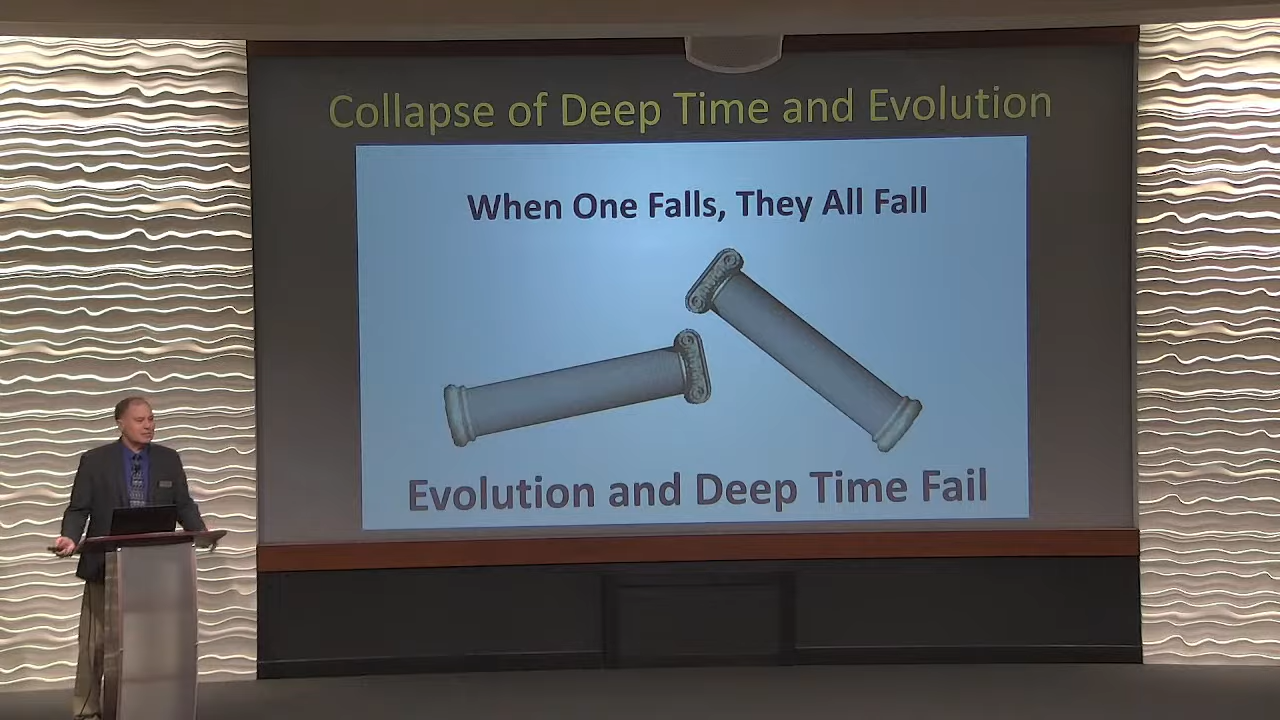 Collapse of Deep Time and Evolution
When One Falls, They All Fall
Evolution and Deep Time Fail